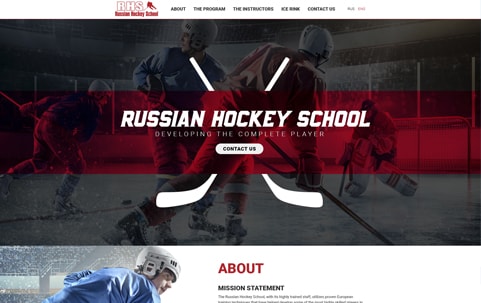 R.H.S.
Russian Hockey School
ABOUT THE PROGRAM THE INSTRUCTORS ICE RINK CONTACT US RUS ENG
RUSSIAN HOCKEY SCHOOL
DEVELOPING THE COMPLETE PLAYER
CONTACT US
ABOUT
MISSION STATEMENT
The Russian Hockey School, with its highly trained staff, utilizes proven European